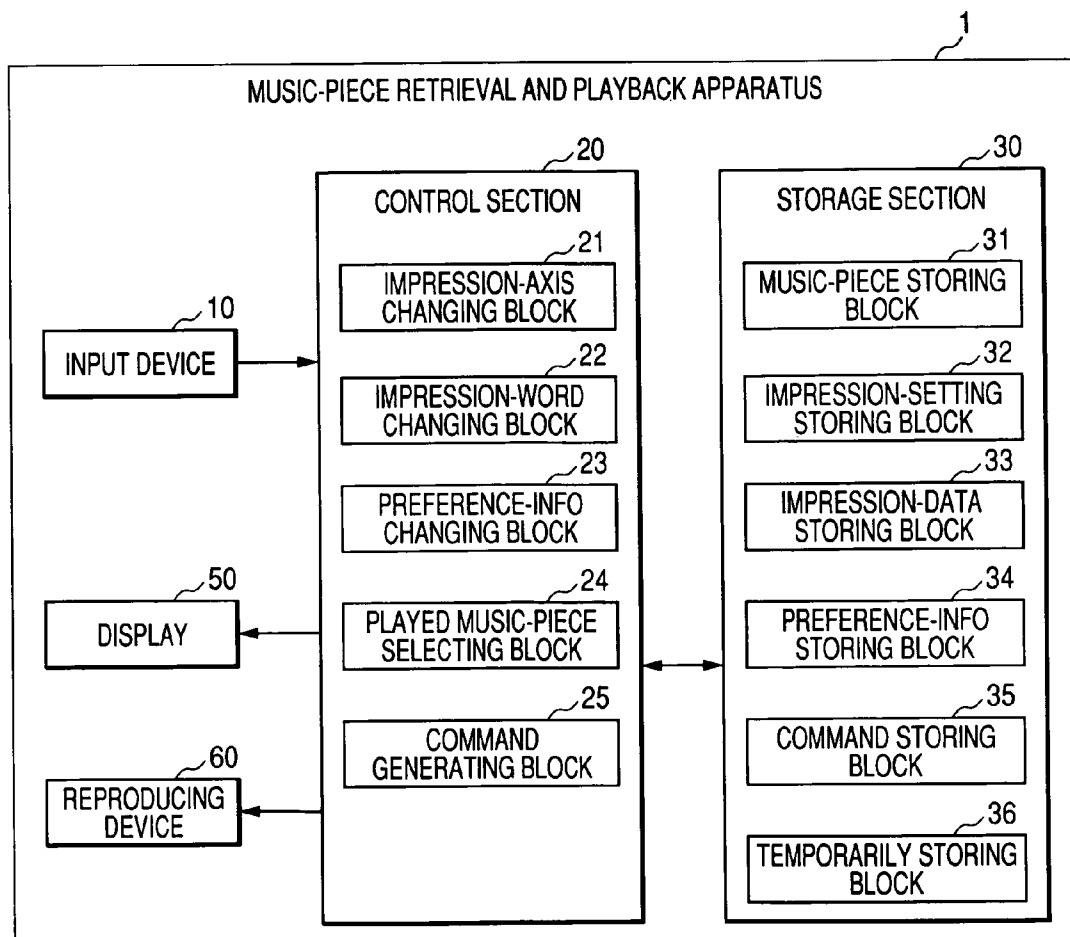 1
MUSIC-PIECE RETRIEVAL AND PLAYBACK APPARATUS
10
INPUT DEVICE
50
DISPLAY
60
REPRODUCING
DEVICE
20
CONTROL SECTION
21
IMPRESSION-AXIS
CHANGING BLOCK
22
IMPRESSION-WORD
CHANGING BLOCK
23
PREFERENCE-INFO
CHANGING BLOCK
24
PLAYED MUSIC-PIECE
SELECTING BLOCK
25
COMMAND
GENERATING BLOCK
30
STORAGE SECTION
31
MUSIC-PIECE STORING
BLOCK
32
IMPRESSION-SETTING
STORING BLOCK
33
IMPRESSION-DATA
STORING BLOCK
34
PREFERENCE-INFO
STORING BLOCK
35
COMMAND STORING
BLOCK
36
TEMPORARILY STORING
BLOCK